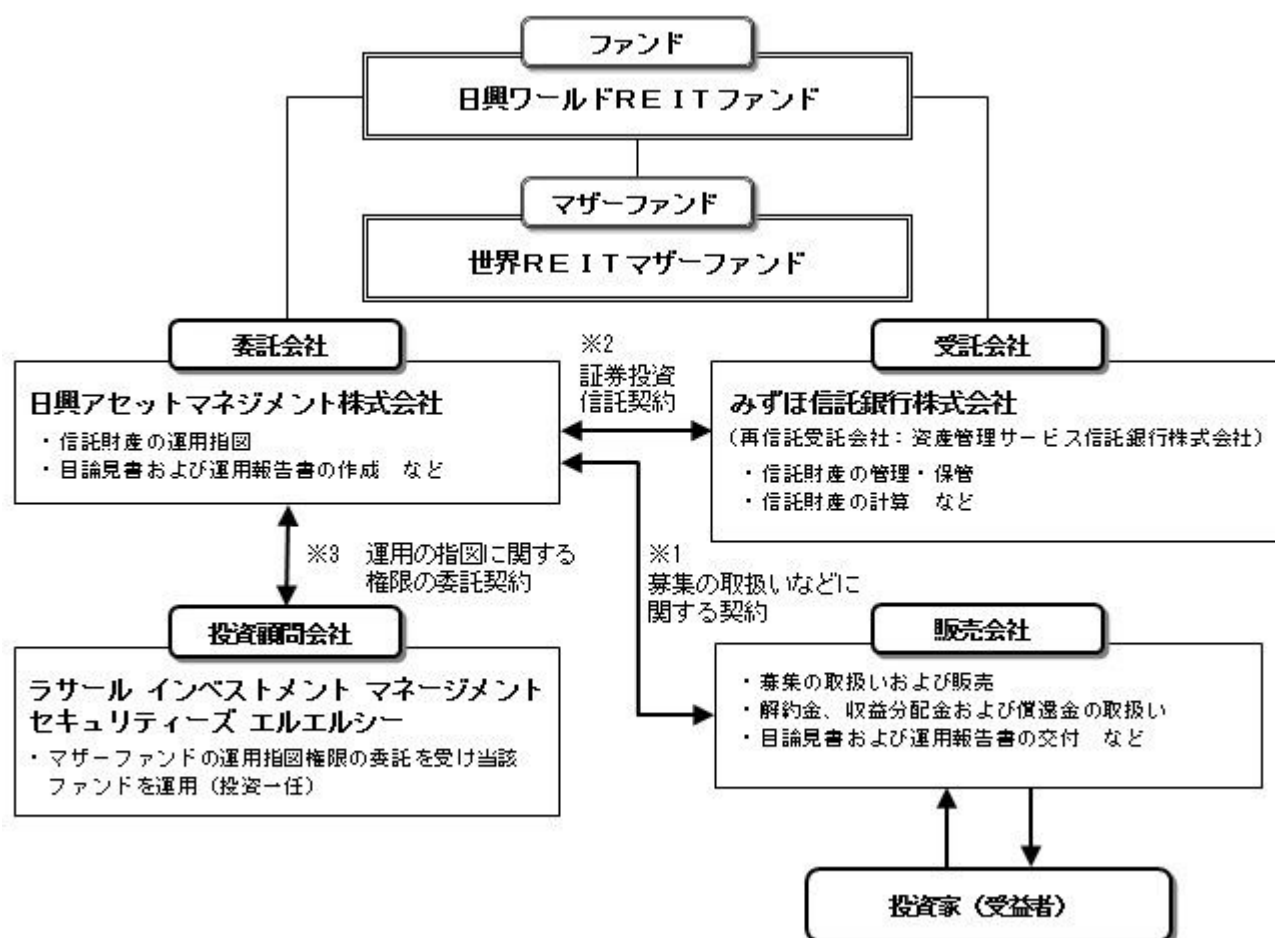 ファンド
日興ワールドREITファンド
マザーファンド
世界REITマザーファンド
委託会社
日興アセットマネジメント株式会社
・信託財産の運用指図
・目論見書および運用報告書の作成 など
※2
証券投資
信託契約
受託会社
みずほ信託銀行株式会社
(再信託受託会社:資産管理サービス信託銀行株式会社)
・信託財産の管理・保管
・信託財産の計算 など
※3 運用の指図に関する
権限の委託契約
※1
募集の取扱いなどに
関する契約
投資顧問会社
ラサール インベストメント マネージメント
セキュリティーズ エルエルシー
・マザーファンドの運用指図権限の委託を受け当該
ファンドを運用(投資一任)
販売会社
・募集の取扱いおよび販売
・解約金、収益分配金および償還金の取扱い
・目論見書および運用報告書の交付 など
投資家(受益者)